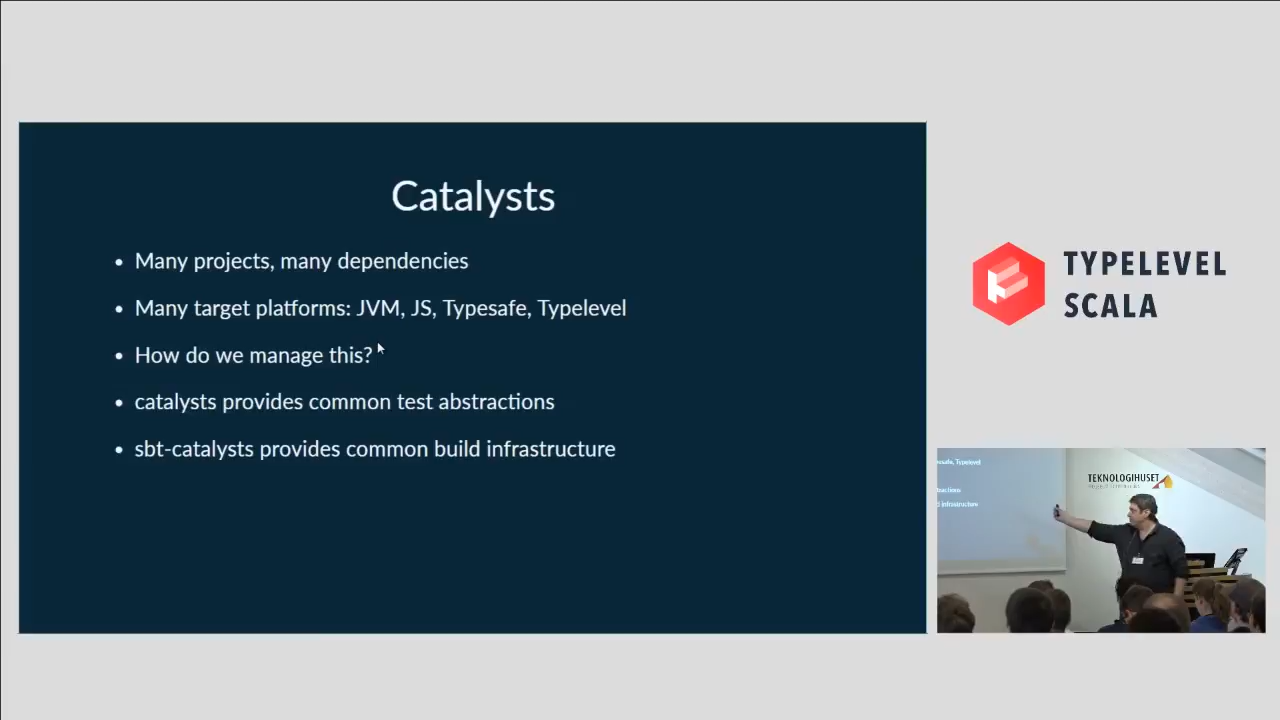 Catalysts
• Many projects, many dependencies
• Many target platforms: JVM, JS, Typesafe, Typelevel
• How do we manage this?
• catalysts provides common test abstractions
• sbt-catalysts provides common build infrastructure
TYPELEVEL
SCALA
TEKNOLOGIHUSET